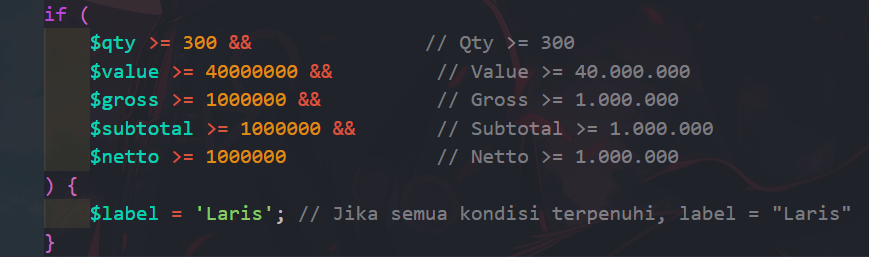 if (
$qty >= 300 && // Qty >= 300
$value >= 40000000 && // Value >= 40.000.000
$gross >= 1000000 && // Gross >= 1.000.000
$subtotal >= 1000000 && // Subtotal >= 1.000.000
$netto >= 1000000 // Netto >= 1.000.000
) {
$label = 'Laris'; // Jika semua kondisi terpenuhi, label = "Laris"
}